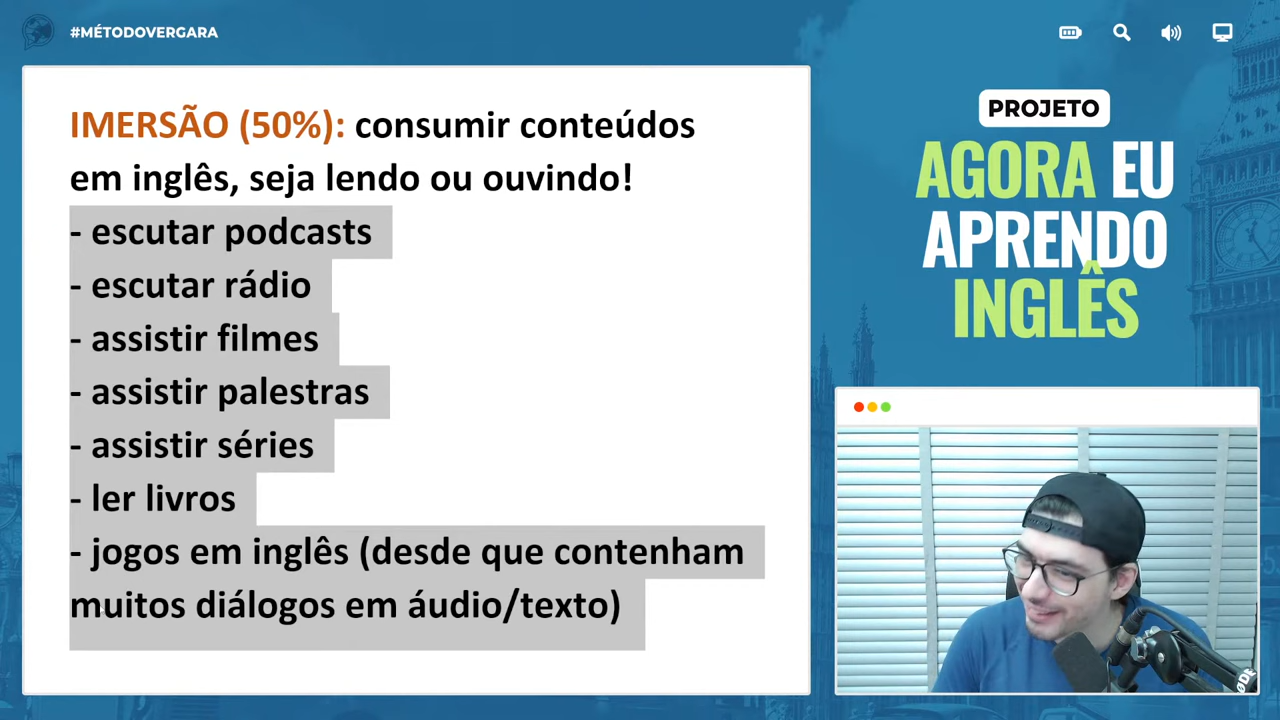 #MÉTODOVERGARA
IMERSÃO (50%): consumir conteúdos
em inglês, seja lendo ou ouvindo!
- escutar podcasts
- escutar rádio
- assistir filmes
- assistir palestras
- assistir séries
- ler livros
- jogos em inglês (desde que contenham
muitos diálogos em áudio/texto)
PROJETO
AGORA EU
APRENDO
INGLÊS